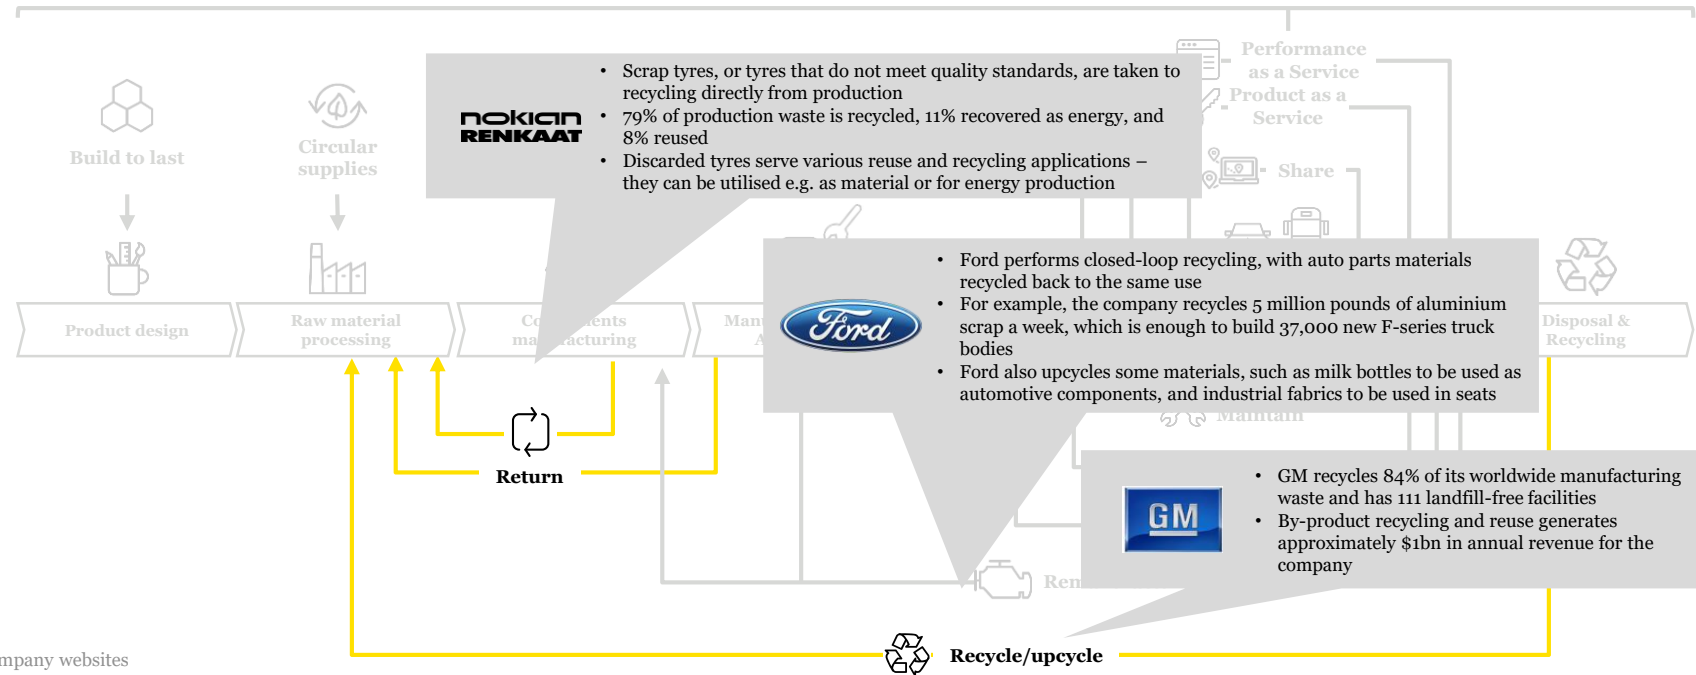 Performance
as a Service
Product as a
Service
Share
Build to last
Circular
supplies
nokian
RENKAAT
• Scrap tyres, or tyres that do not meet quality standards, are taken to
recycling directly from production
• 79% of production waste is recycled, 11% recovered as energy, and
8% reused
• Discarded tyres serve various reuse and recycling applications –
they can be utilised e.g. as material or for energy production
Ford
• Ford performs closed-loop recycling, with auto parts materials
recycled back to the same use
• For example, the company recycles 5 million pounds of aluminium
scrap a week, which is enough to build 37,000 new F-series truck
bodies
• Ford also upcycles some materials, such as milk bottles to be used as
automotive components, and industrial fabrics to be used in seats
Product design
Raw material
processing
manufacturing
Disposal &
Recycling
Maintain
Return
GM
• GM recycles 84% of its worldwide manufacturing
waste and has 111 landfill-free facilities
• By-product recycling and reuse generates
approximately $1bn in annual revenue for the
company
Recycle/upcycle
websites